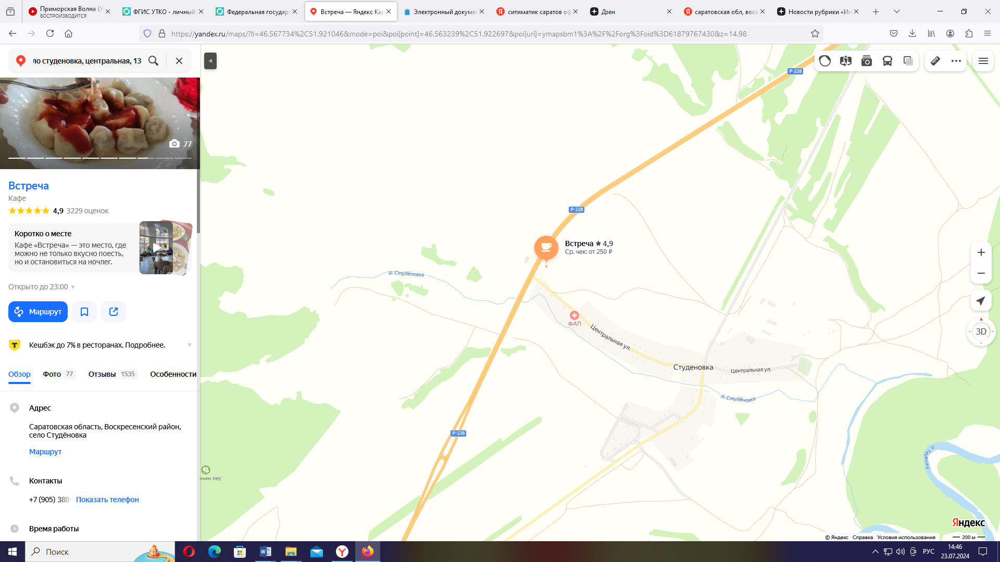 Приморская Волна (У
ВОСПРОИЗВОДИТСЯ
ФГИС УТКО - личный
Федеральная государс
Встреча — Яндекс Кар
Электронный докумен
ситиматик саратов оф
Дзен
саратовская обл, воск
Новости рубрики «Ин
https://yandex.ru/maps/?ll=46.567734%2C51.921046&mode=poi&poi[point]=46.563239%2C51.922697&poi[uri]=ymapsbm1%3A%2F%2Forg%3Foid%3D61879767430&z=14.98
ло студеновка, центральная, 13
77
Встреча
Кафе
4,9 3229 оценок
Коротко о месте
Кафе «Встреча» — это место, где
можно не только вкусно поесть,
но и остановиться на ночлег.
Открыто до 23:00
Маршрут
Кешбэк до 7% в ресторанах. Подробнее.
Обзор Фото 77 Отзывы 1535 Особенности
Адрес
Саратовская область, Воскресенский район,
село Студёновка
Маршрут
Контакты
+7 (905) 388- Показать телефон
Время работы
Р-228
Р-228
Встреча ★ 4,9
Ср. чек: от 250 ₽
р. Студёновка
ФАП
Центральная ул.
Студеновка
Центральная ул.
р. Студёновка
Р-228
р. Терешка
нин лес
3D
Яндекс
© Яндекс Справка Условия использования
200 м
Поиск
РУС
14:46
23.07.2024